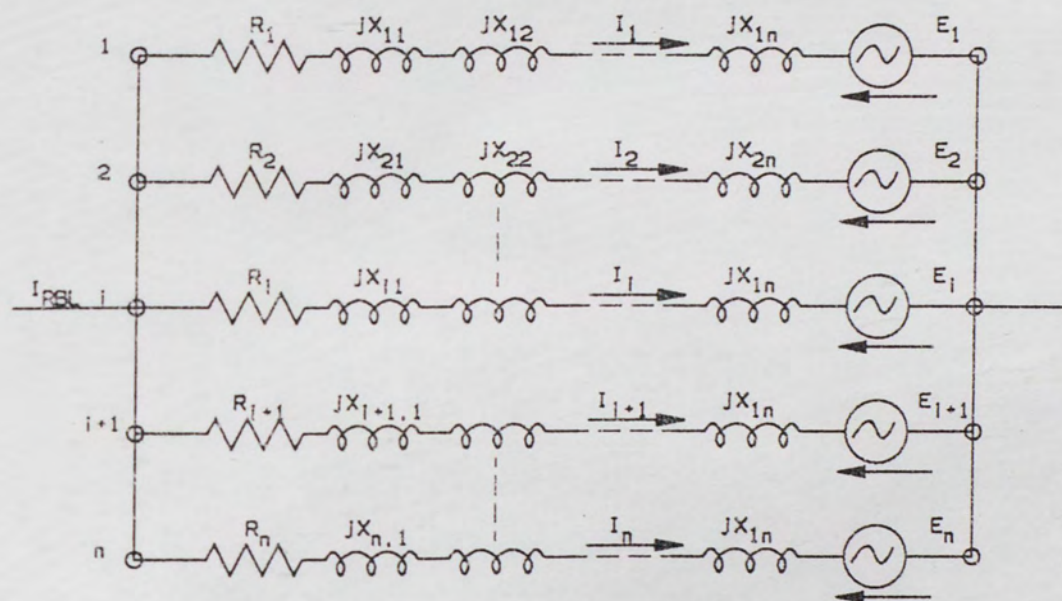 R1 jX11 jX12 I1 jX1n E1
1
R2 jX21 jX22 I2 jX2n E2
2
Ri jXi1 Ii jX1n Ei
IRSL i
Ri+1 jXi+1,1 Ii+1 jX1n Ei+1
i+1
Rn jXn,1 In jX1n En
n